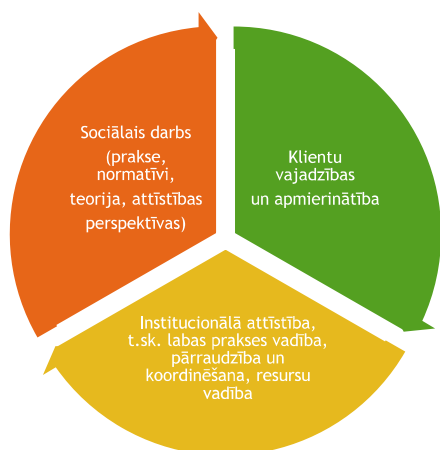 Sociālais darbs
(prakse,
normatīvi,
teorija, attīstības
perspektīvas)
Klientu
vajadzības
un apmierinātība
Institucionālā attīstība,
t.sk. labas prakses vadība,
pārraudzība un
koordinēšana, resursu
vadība